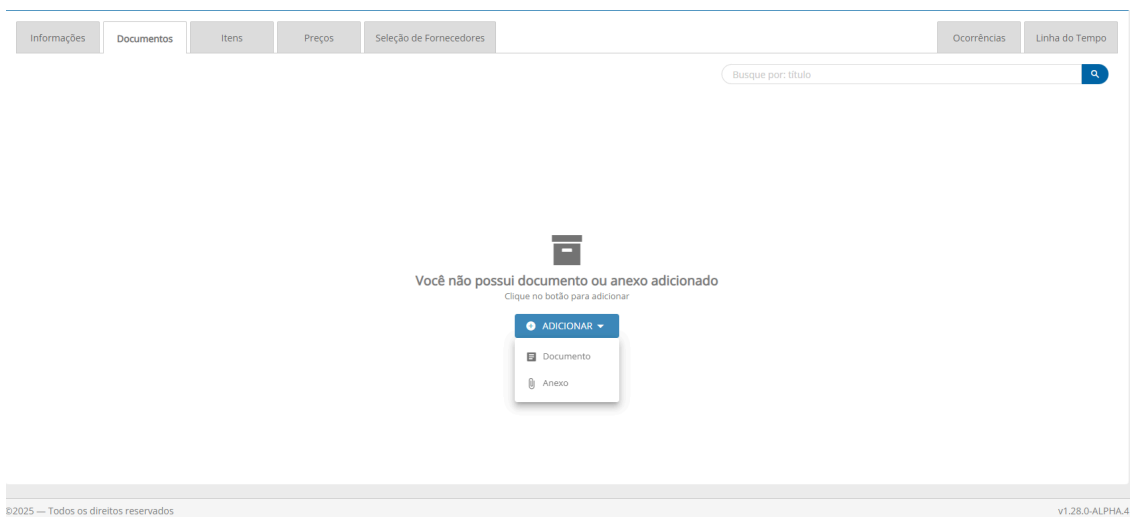 Informações Documentos Itens Preços Seleção de Fornecedores Ocorrências Linha do Tempo
Busque por: título
Você não possui documento ou anexo adicionado
Clique no botão para adicionar
ADICIONAR
Documento
Anexo
©2025 — Todos os direitos reservados v1.28.0-ALPHA.4